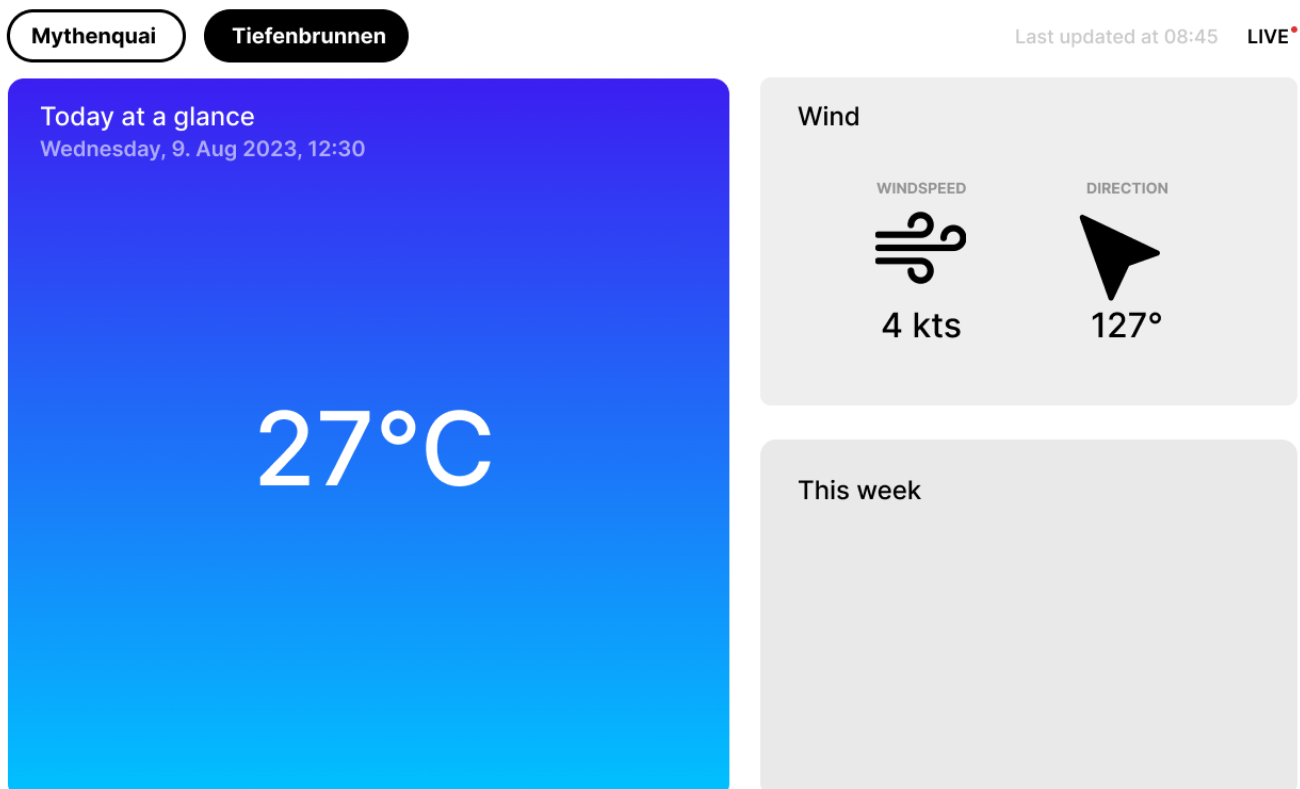 Mythenquai
Tiefenbrunnen
Last updated at 08:45
LIVE
Today at a glance
Wednesday, 9. Aug 2023, 12:30
27°C
Wind
WINDSPEED
DIRECTION
4 kts
127°
This week